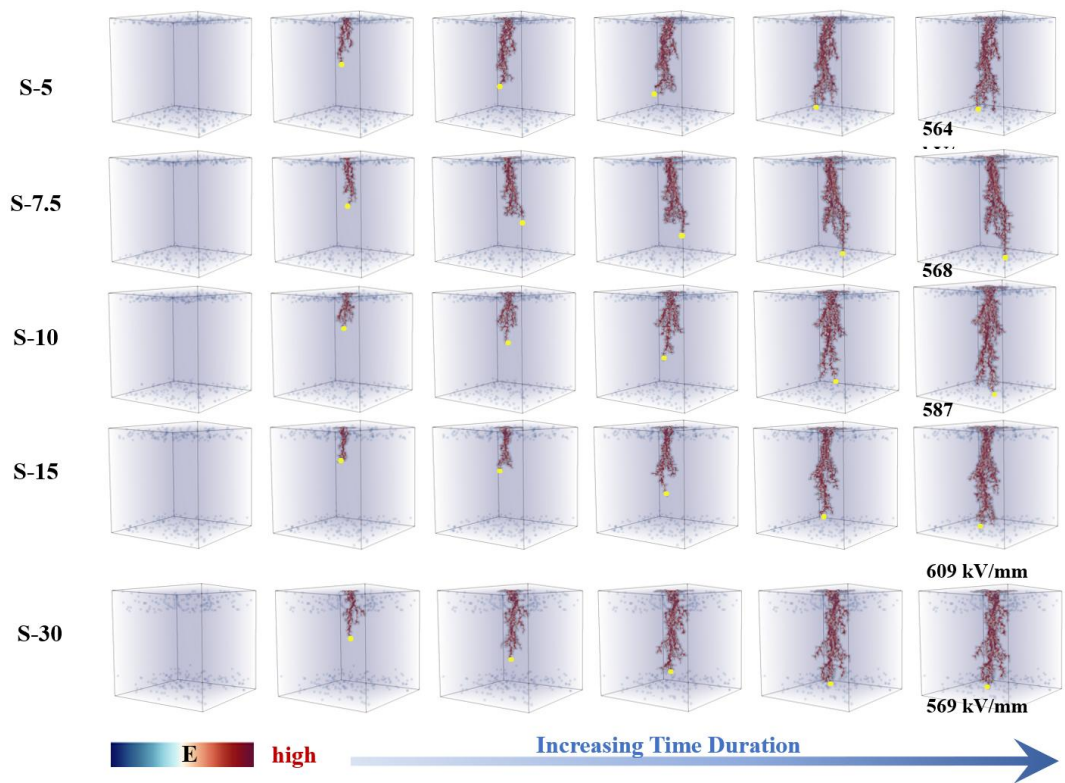 S-5
564
S-7.5
568
S-10
587
S-15
609 kV/mm
S-30
569 kV/mm
E
high
Increasing Time Duration